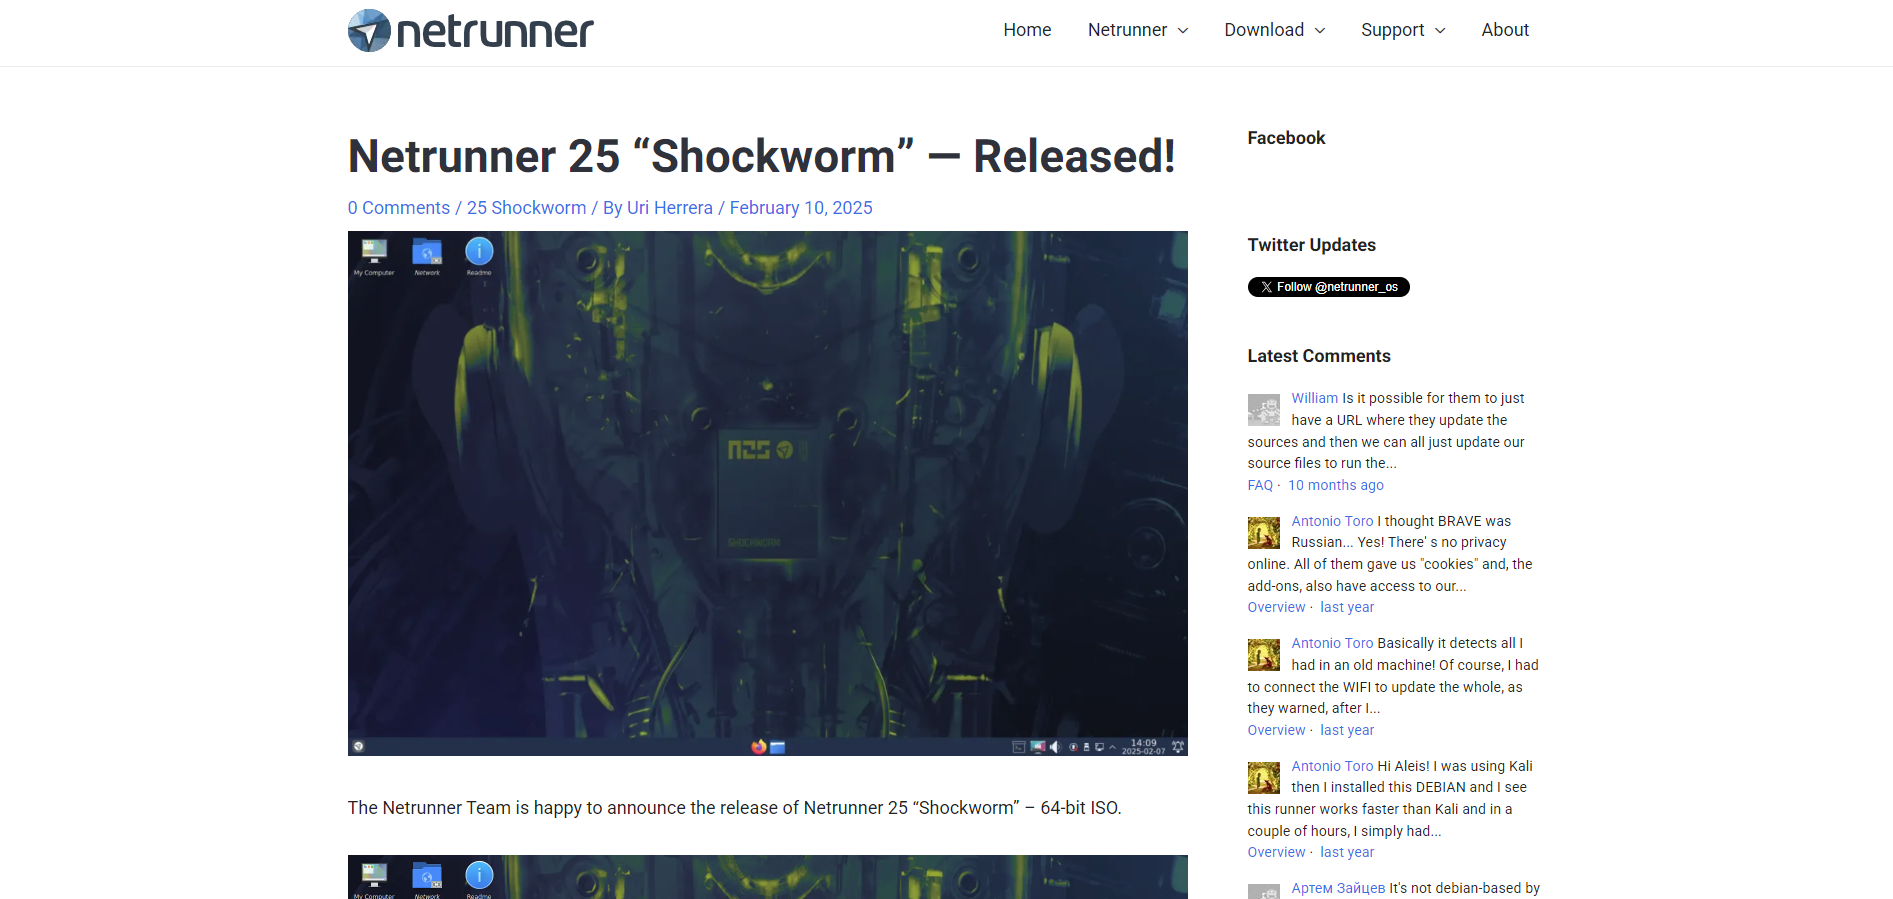 netrunner
Home
Netrunner
Download
Support
About
Netrunner 25 “Shockworm” — Released!
0 Comments / 25 Shockworm / By Uri Herrera / February 10, 2025
My Computer
Network
Readme
n25
SHOCKWORM
14:09
2025-02-07
The Netrunner Team is happy to announce the release of Netrunner 25 “Shockworm” – 64-bit ISO.
My Computer
Network
Readme
Facebook
Twitter Updates
Follow @netrunner_os
Latest Comments
William Is it possible for them to just
have a URL where they update the
sources and then we can all just update our
source files to run the...
FAQ · 10 months ago
Antonio Toro I thought BRAVE was
Russian... Yes! There' s no privacy
online. All of them gave us "cookies" and, the
add-ons, also have access to our...
Overview · last year
Antonio Toro Basically it detects all I
had in an old machine! Of course, I had
to connect the WIFI to update the whole, as
they warned, after I...
Overview · last year
Antonio Toro Hi Aleis! I was using Kali
then I installed this DEBIAN and I see
this runner works faster than Kali and in a
couple of hours, I simply had...
Overview · last year
Артем Зайцев It's not debian-based by